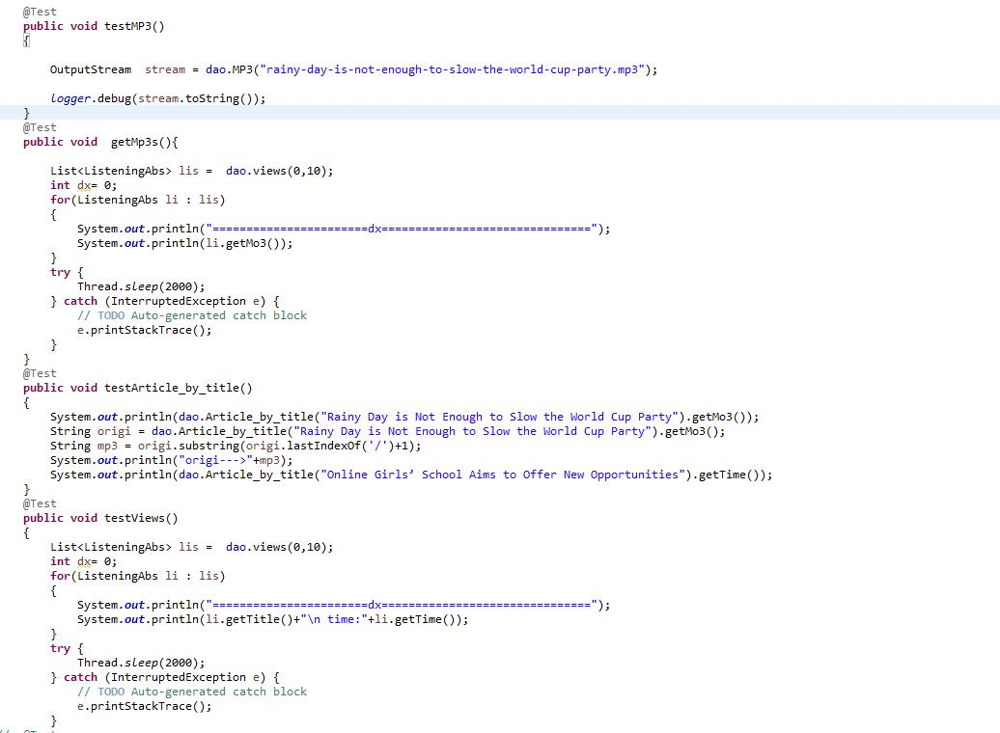 @Test
public void testMP3()
{
OutputStream  stream = dao.MP3("rainy-day-is-not-enough-to-slow-the-world-cup-party.mp3");
logger.debug(stream.toString());
}
@Test
public void  getMp3s(){
List<ListeningAbs> lis =  dao.views(0,10);
int dx= 0;
for(ListeningAbs li : lis)
{
System.out.println("=======================dx===============================");
System.out.println(li.getMo3());
}
try {
Thread.sleep(2000);
} catch (InterruptedException e) {
// TODO Auto-generated catch block
e.printStackTrace();
}
}
@Test
public void testArticle_by_title()
{
System.out.println(dao.Article_by_title("Rainy Day is Not Enough to Slow the World Cup Party").getMo3());
String origi = dao.Article_by_title("Rainy Day is Not Enough to Slow the World Cup Party").getMo3();
String mp3 = origi.substring(origi.lastIndexOf('/')+1);
System.out.println("origi--->"+mp3);
System.out.println(dao.Article_by_title("Online Girls’ School Aims to Offer New Opportunities").getTime());
}
@Test
public void testViews()
{
List<ListeningAbs> lis =  dao.views(0,10);
int dx= 0;
for(ListeningAbs li : lis)
{
System.out.println("=======================dx===============================");
System.out.println(li.getTitle()+"\n time:"+li.getTime());
}
try {
Thread.sleep(2000);
} catch (InterruptedException e) {
// TODO Auto-generated catch block
e.printStackTrace();
}